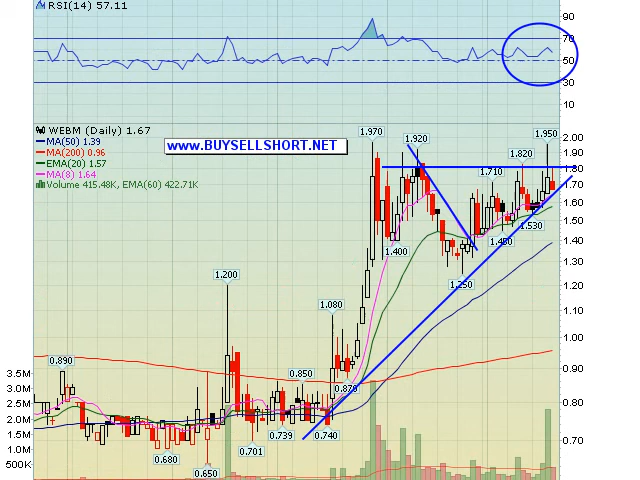 RSI(14) 57.11
90
70
50
30
10
WEBM (Daily) 1.67
MA(50) 1.39
MA(200) 0.96
EMA(20) 1.57
MA(8) 1.64
Volume 415.48K, EMA(60) 422.71K
www.BUYSELLSHORT.NET
1.970
1.920
1.950
1.820
1.710
1.400
1.450
1.530
1.250
1.200
1.080
0.890
0.850
0.870
0.739
0.740
0.701
0.680
0.650
2.00
1.90
1.80
1.70
1.60
1.50
1.40
1.30
1.20
1.10
1.00
0.90
0.80
0.70
3.5M
3.0M
2.5M
2.0M
1.5M
1.0M
500K